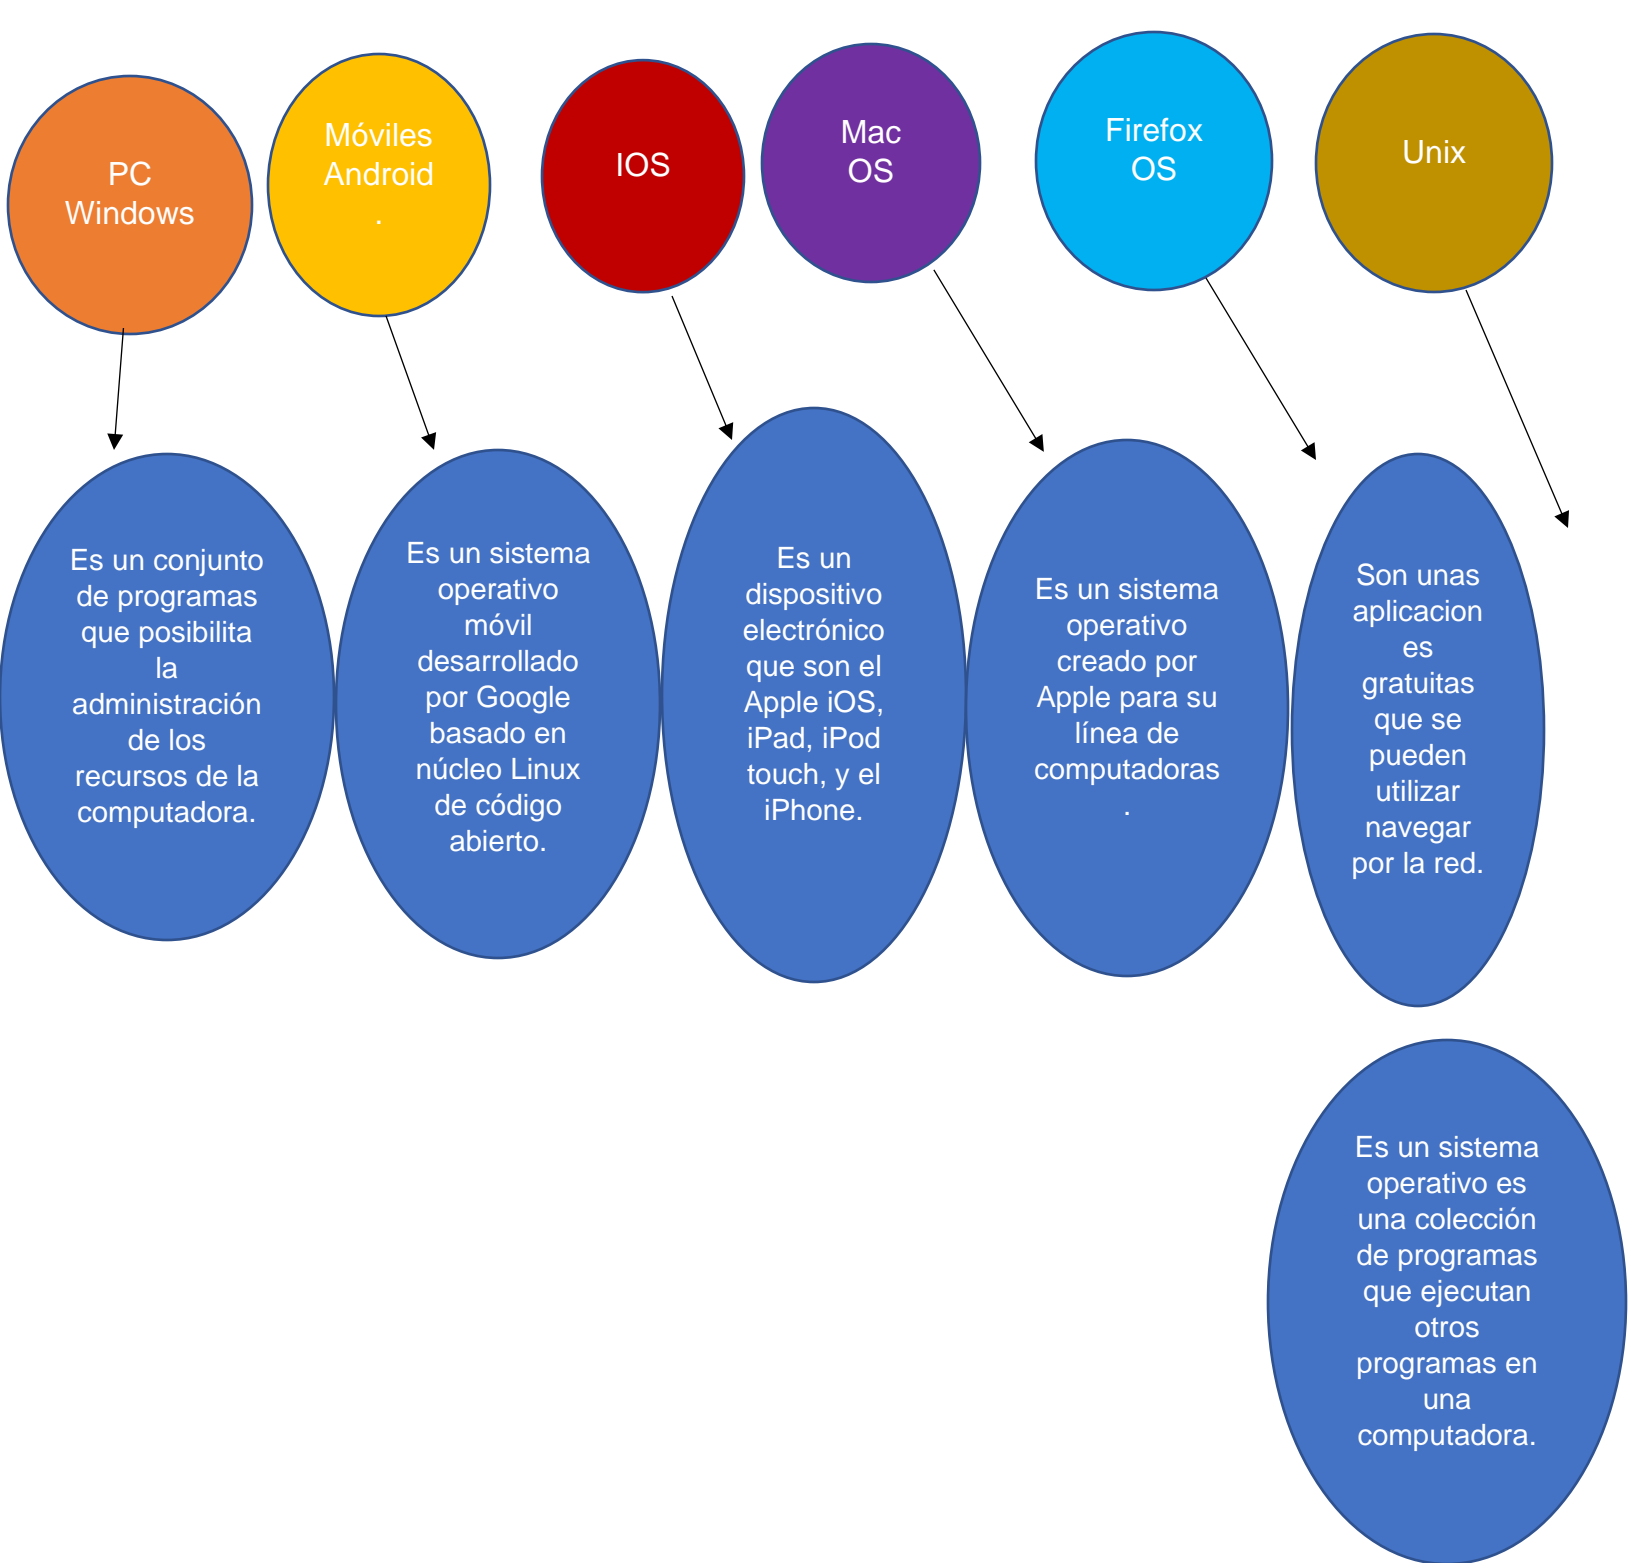 PC
Windows
Móviles
Android
.
IOS
Mac
OS
Firefox
OS
Unix
Es un conjunto
de programas
que posibilita
la
administración
de los
recursos de la
computadora.
Es un sistema
operativo
móvil
desarrollado
por Google
basado en
núcleo Linux
de código
abierto.
Es un
dispositivo
electrónico
que son el
Apple iOS,
iPad, iPod
touch, y el
iPhone.
Es un sistema
operativo
creado por
Apple para su
línea de
computadoras
.
Son unas
aplicacion
es
gratuitas
que se
pueden
utilizar
navegar
por la red.
Es un sistema
operativo es
una colección
de programas
que ejecutan
otros
programas en
una
computadora.